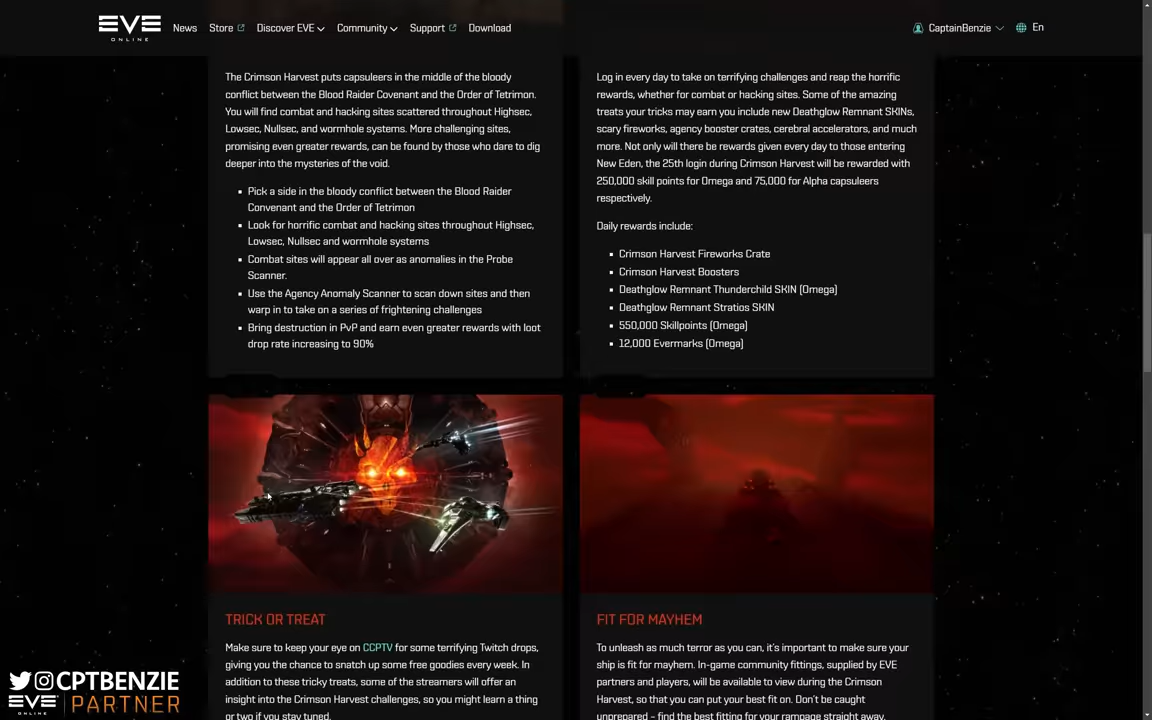 EVE
ONLINE
News
Store
Discover EVE
Community
Support
Download
CaptainBenzie
En
The Crimson Harvest puts capsuleers in the middle of the bloody
conflict between the Blood Raider Covenant and the Order of Tetrimon.
You will find combat and hacking sites scattered throughout Highsec,
Lowsec, Nullsec, and wormhole systems. More challenging sites,
promising even greater rewards, can be found by those who dare to dig
deeper into the mysteries of the void.
▪ Pick a side in the bloody conflict between the Blood Raider
Convenant and the Order of Tetrimon
▪ Look for horrific combat and hacking sites throughout Highsec,
Lowsec, Nullsec and wormhole systems
▪ Combat sites will appear all over as anomalies in the Probe
Scanner.
▪ Use the Agency Anomaly Scanner to scan down sites and then
warp in to take on a series of frightening challenges
▪ Bring destruction in PvP and earn even greater rewards with loot
drop rate increasing to 90%
Log in every day to take on terrifying challenges and reap the horrific
rewards, whether for combat or hacking sites. Some of the amazing
treats your tricks may earn you include new Deathglow Remnant SKINs,
scary fireworks, agency booster crates, cerebral accelerators, and much
more. Not only will there be rewards given every day to those entering
New Eden, the 25th login during Crimson Harvest will be rewarded with
250,000 skill points for Omega and 75,000 for Alpha capsuleers
respectively.
Daily rewards include:
▪ Crimson Harvest Fireworks Crate
▪ Crimson Harvest Boosters
▪ Deathglow Remnant Thunderchild SKIN (Omega)
▪ Deathglow Remnant Stratios SKIN
▪ 550,000 Skillpoints (Omega)
▪ 12,000 Evermarks (Omega)
TRICK OR TREAT
Make sure to keep your eye on CCPTV for some terrifying Twitch drops,
giving you the chance to snatch up some free goodies every week. In
addition to these tricky treats, some of the streamers will offer an
insight into the Crimson Harvest challenges, so you might learn a thing
or two if you stay tuned.
FIT FOR MAYHEM
To unleash as much terror as you can, it's important to make sure your
ship is fit for mayhem. In-game community fittings, supplied by EVE
partners and players, will be available to view during the Crimson
Harvest, so that you can put your best fit on. Don't be caught
unprepared – find the best fitting for your rampage straight away.
CPTBENZIE
EVE
ONLINE
PARTNER